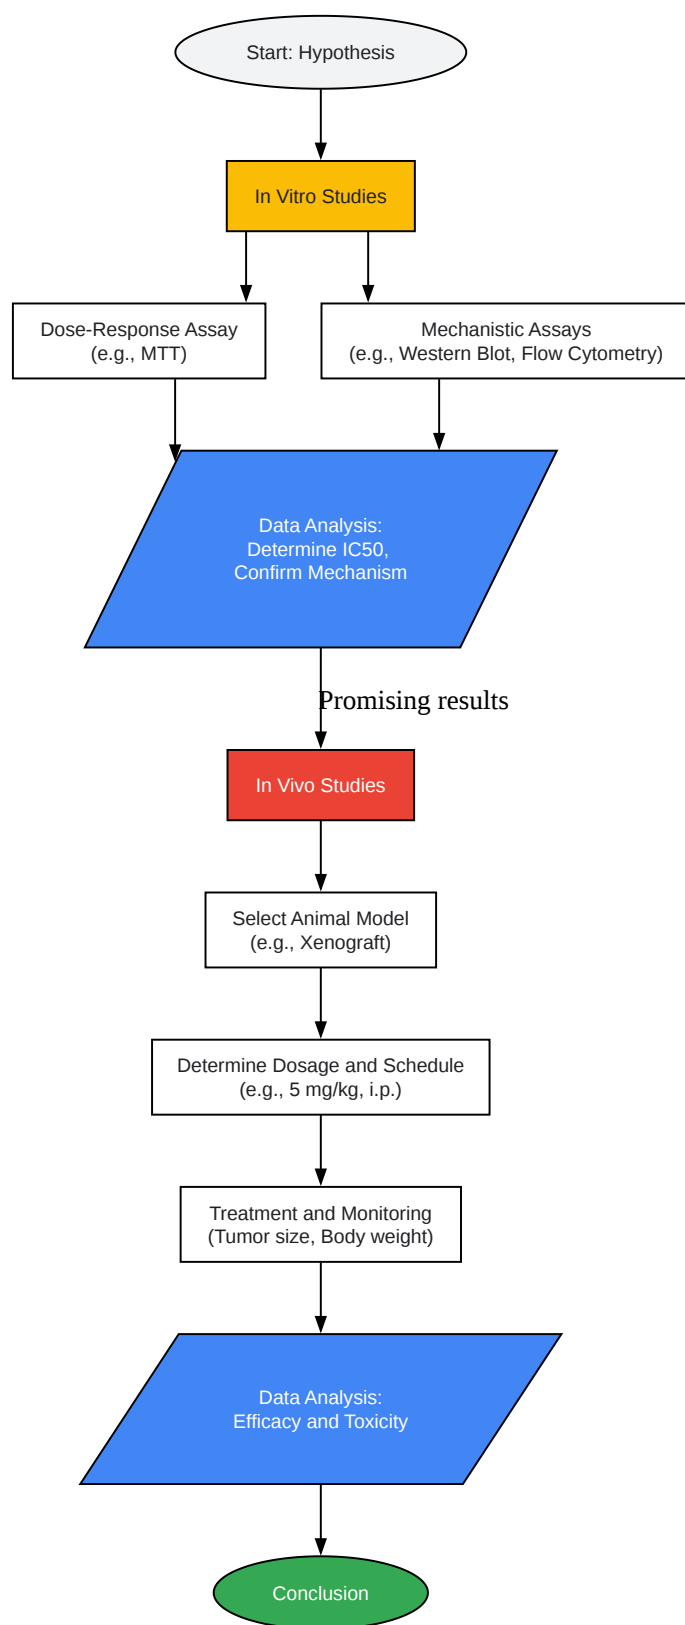 Start: Hypothesis
In Vitro Studies
Dose-Response Assay
(e.g., MTT)
Mechanistic Assays
(e.g., Western Blot, Flow Cytometry)
Data Analysis:
Determine IC50,
Confirm Mechanism
Promising results
In Vivo Studies
Select Animal Model
(e.g., Xenograft)
Determine Dosage and Schedule
(e.g., 5 mg/kg, i.p.)
Treatment and Monitoring
(Tumor size, Body weight)
Data Analysis:
Efficacy and Toxicity
Conclusion